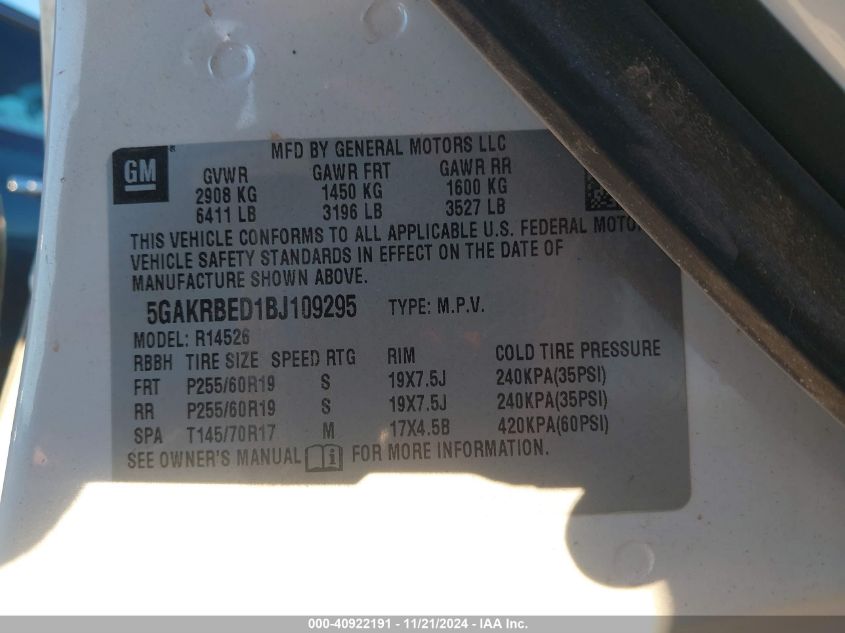 GM
MFD BY GENERAL MOTORS LLC
GVWR GAWR FRT GAWR RR
2908 KG 1450 KG 1600 KG
6411 LB 3196 LB 3527 LB
THIS VEHICLE CONFORMS TO ALL APPLICABLE U.S. FEDERAL MOTOR
VEHICLE SAFETY STANDARDS IN EFFECT ON THE DATE OF
MANUFACTURE SHOWN ABOVE.
5GAKRBED1BJ109295 TYPE: M.P.V.
MODEL: R14526
RBBH TIRE SIZE SPEED RTG RIM COLD TIRE PRESSURE
FRT P255/60R19 S 19X7.5J 240KPA(35PSI)
RR P255/60R19 S 19X7.5J 240KPA(35PSI)
SPA T145/70R17 M 17X4.5B 420KPA(60PSI)
SEE OWNER'S MANUAL FOR MORE INFORMATION.
000-40922191 - 11/21/2024 - IAA Inc.